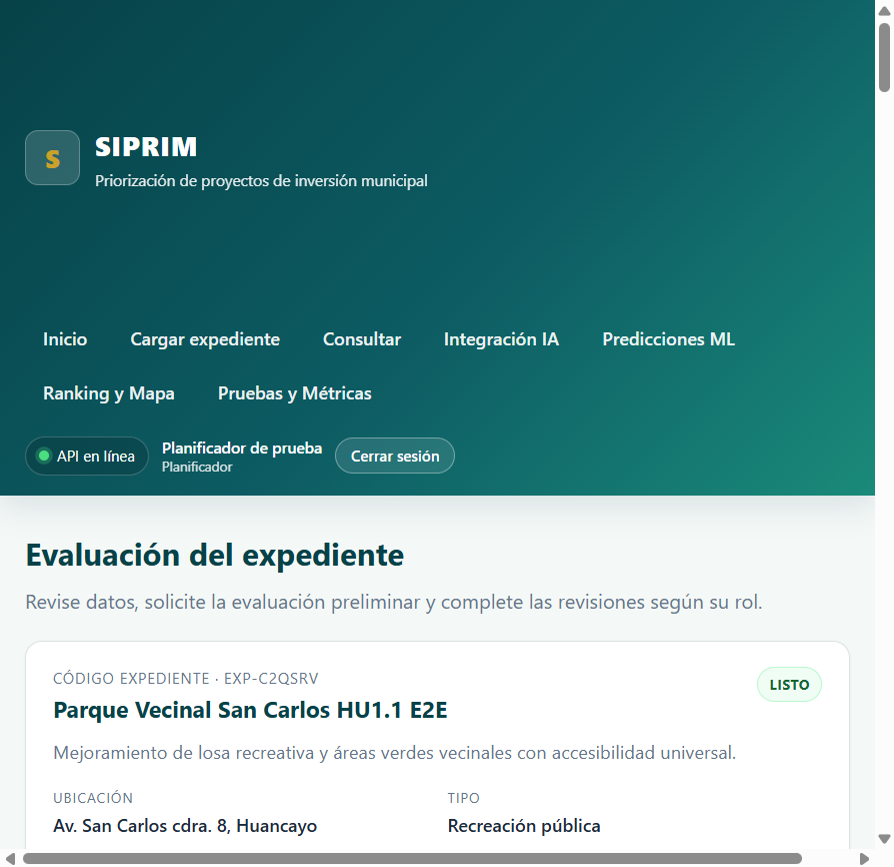 S
SIPRIM
Priorización de proyectos de inversión municipal
Inicio Cargar expediente Consultar Integración IA Predicciones ML
Ranking y Mapa Pruebas y Métricas
API en línea
Planificador de prueba
Planificador
Cerrar sesión
Evaluación del expediente
Revise datos, solicite la evaluación preliminar y complete las revisiones según su rol.
CÓDIGO EXPEDIENTE · EXP-C2QSRV
LISTO
Parque Vecinal San Carlos HU1.1 E2E
Mejoramiento de losa recreativa y áreas verdes vecinales con accesibilidad universal.
UBICACIÓN TIPO
Av. San Carlos cdra. 8, Huancayo Recreación pública